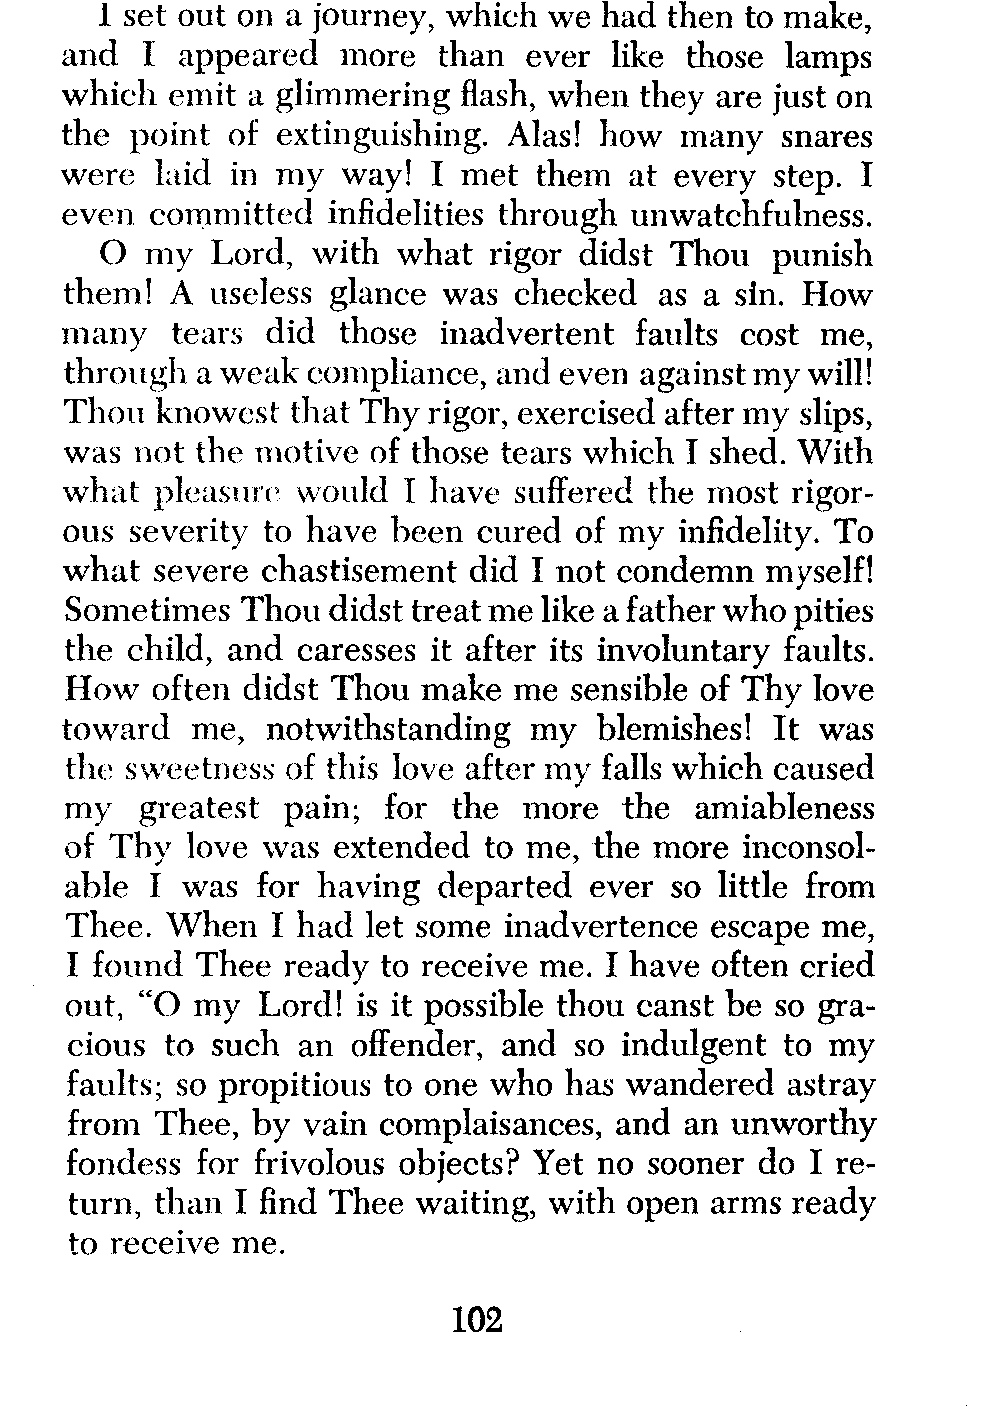 I set out on a journey, which we had then to make,
and I appeared more than ever like those lamps
which emit a glimmering flash, when they are just on
the point of extinguishing. Alas! how many snares
were laid in my way! I met them at every step. I
even committed infidelities through unwatchfulness.
O my Lord, with what rigor didst Thou punish
them! A useless glance was checked as a sin. How
many tears did those inadvertent faults cost me,
through a weak compliance, and even against my will!
Thou knowest that Thy rigor, exercised after my slips,
was not the motive of those tears which I shed. With
what pleasure would I have suffered the most rigor-
ous severity to have been cured of my infidelity. To
what severe chastisement did I not condemn myself!
Sometimes Thou didst treat me like a father who pities
the child, and caresses it after its involuntary faults.
How often didst Thou make me sensible of Thy love
toward me, notwithstanding my blemishes! It was
the sweetness of this love after my falls which caused
my greatest pain; for the more the amiableness
of Thy love was extended to me, the more inconsol-
able I was for having departed ever so little from
Thee. When I had let some inadvertence escape me,
I found Thee ready to receive me. I have often cried
out, “O my Lord! is it possible thou canst be so gra-
cious to such an offender, and so indulgent to my
faults; so propitious to one who has wandered astray
from Thee, by vain complaisances, and an unworthy
fondess for frivolous objects? Yet no sooner do I re-
turn, than I find Thee waiting, with open arms ready
to receive me.
102